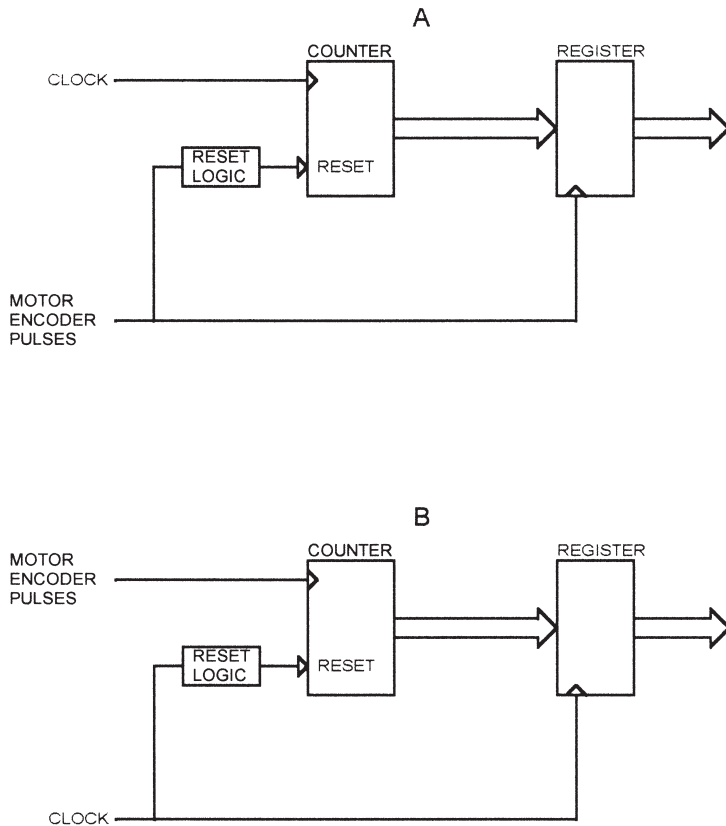 A
COUNTER
REGISTER
CLOCK
RESET
LOGIC
RESET
MOTOR
ENCODER
PULSES
B
COUNTER
REGISTER
MOTOR
ENCODER
PULSES
RESET
LOGIC
RESET
CLOCK